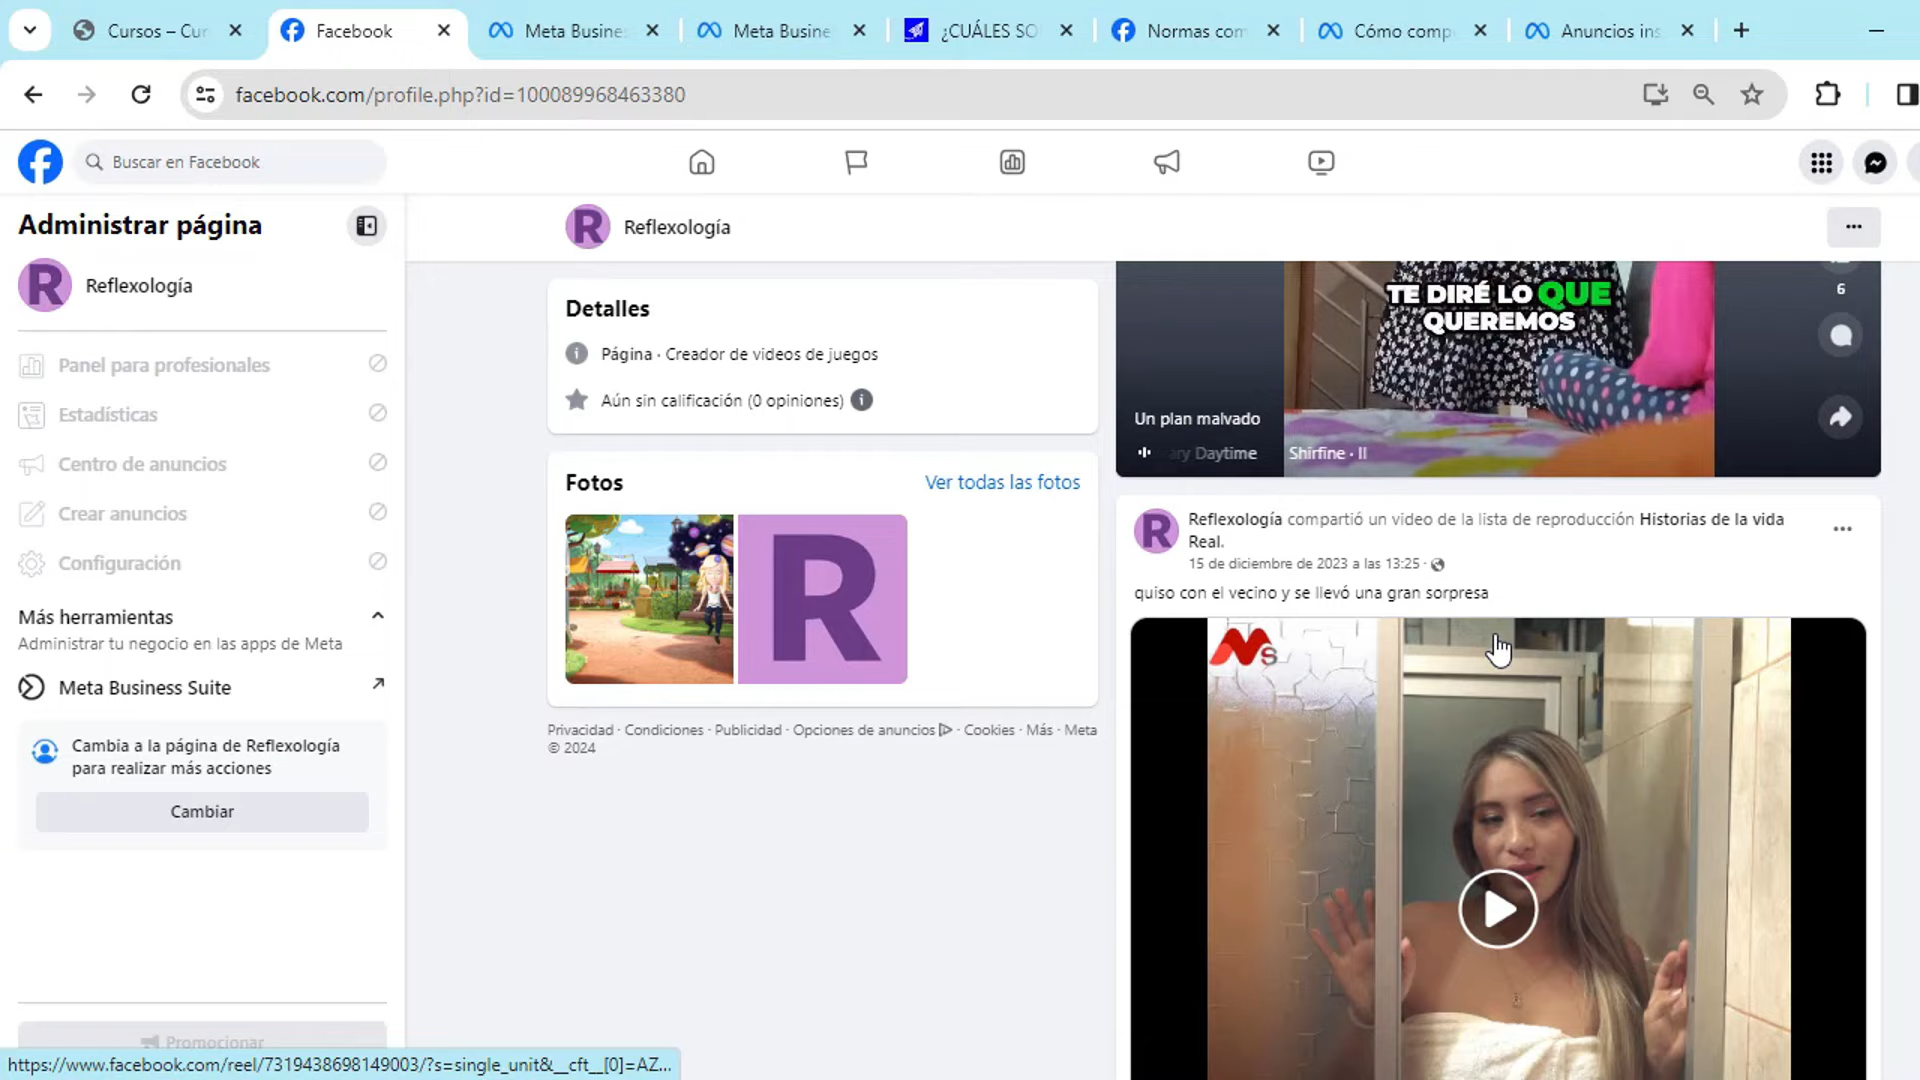 Cursos – Cur
Facebook
Meta Busine
Meta Busine
¿CUÁLES SO
Normas com
Cómo comp
Anuncios ins
facebook.com/profile.php?id=100089968463380
Buscar en Facebook
Administrar página
Reflexología
Panel para profesionales
Estadísticas
Centro de anuncios
Crear anuncios
Configuración
Más herramientas
Administrar tu negocio en las apps de Meta
Meta Business Suite
Cambia a la página de Reflexología
para realizar más acciones
Cambiar
Promocionar
https://www.facebook.com/reel/7319438698149003/?s=single_unit&__cft__[0]=AZ...
R Reflexología
Detalles
Página · Creador de videos de juegos
Aún sin calificación (0 opiniones)
Fotos
Ver todas las fotos
R
Privacidad · Condiciones · Publicidad · Opciones de anuncios · Cookies · Más · Meta
© 2024
TE DIRÉ LO QUE
QUEREMOS
6
Un plan malvado
ary Daytime
Shirfine · II
R
Reflexología compartió un video de la lista de reproducción Historias de la vida
Real.
15 de diciembre de 2023 a las 13:25 ·
quiso con el vecino y se llevó una gran sorpresa
Ms